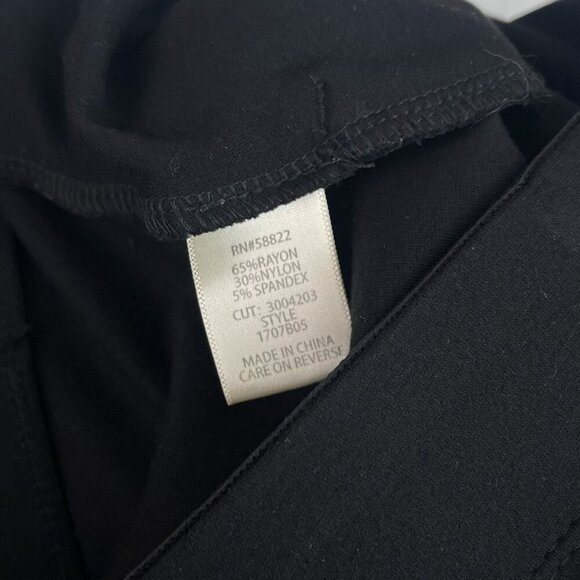 RN#58822
65%RAYON
30%NYLON
5% SPANDEX
CUT: 3004203
STYLE
1707B05
MADE IN CHINA
CARE ON REVERSE